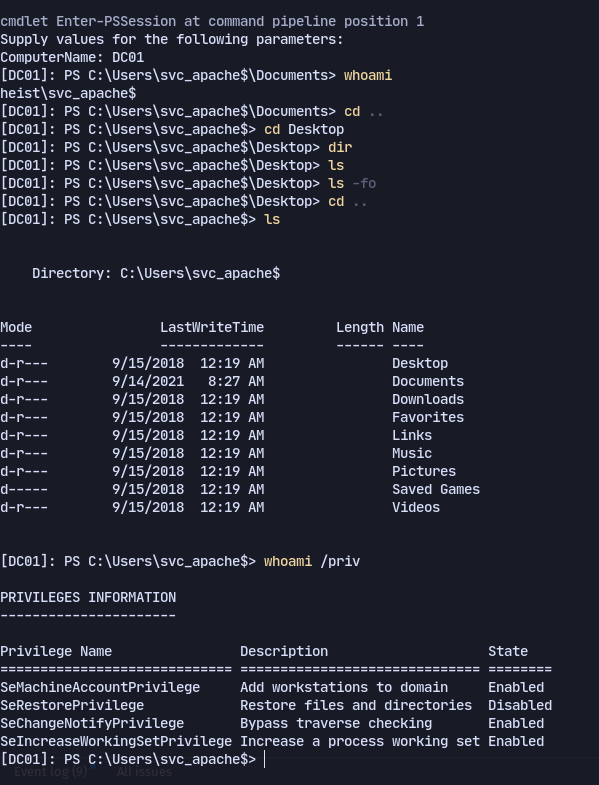 cmdlet Enter-PSSession at command pipeline position 1
Supply values for the following parameters:
ComputerName: DC01
[DC01]: PS C:\Users\svc_apache$\Documents> whoami
heist\svc_apache$
[DC01]: PS C:\Users\svc_apache$\Documents> cd ..
[DC01]: PS C:\Users\svc_apache$> cd Desktop
[DC01]: PS C:\Users\svc_apache$\Desktop> dir
[DC01]: PS C:\Users\svc_apache$\Desktop> ls
[DC01]: PS C:\Users\svc_apache$\Desktop> ls -fo
[DC01]: PS C:\Users\svc_apache$\Desktop> cd ..
[DC01]: PS C:\Users\svc_apache$> ls
    Directory: C:\Users\svc_apache$
Mode                LastWriteTime         Length Name
----                -------------         ------ ----
d-r---        9/15/2018  12:19 AM                Desktop
d-r---        9/14/2021   8:27 AM                Documents
d-r---        9/15/2018  12:19 AM                Downloads
d-r---        9/15/2018  12:19 AM                Favorites
d-r---        9/15/2018  12:19 AM                Links
d-r---        9/15/2018  12:19 AM                Music
d-r---        9/15/2018  12:19 AM                Pictures
d-----        9/15/2018  12:19 AM                Saved Games
d-r---        9/15/2018  12:19 AM                Videos
[DC01]: PS C:\Users\svc_apache$> whoami /priv
PRIVILEGES INFORMATION
----------------------
Privilege Name                Description                    State
============================= ============================== ========
SeMachineAccountPrivilege     Add workstations to domain     Enabled
SeRestorePrivilege            Restore files and directories  Disabled
SeChangeNotifyPrivilege       Bypass traverse checking       Enabled
SeIncreaseWorkingSetPrivilege Increase a process working set Enabled
[DC01]: PS C:\Users\svc_apache$>
Event log (9) All issues